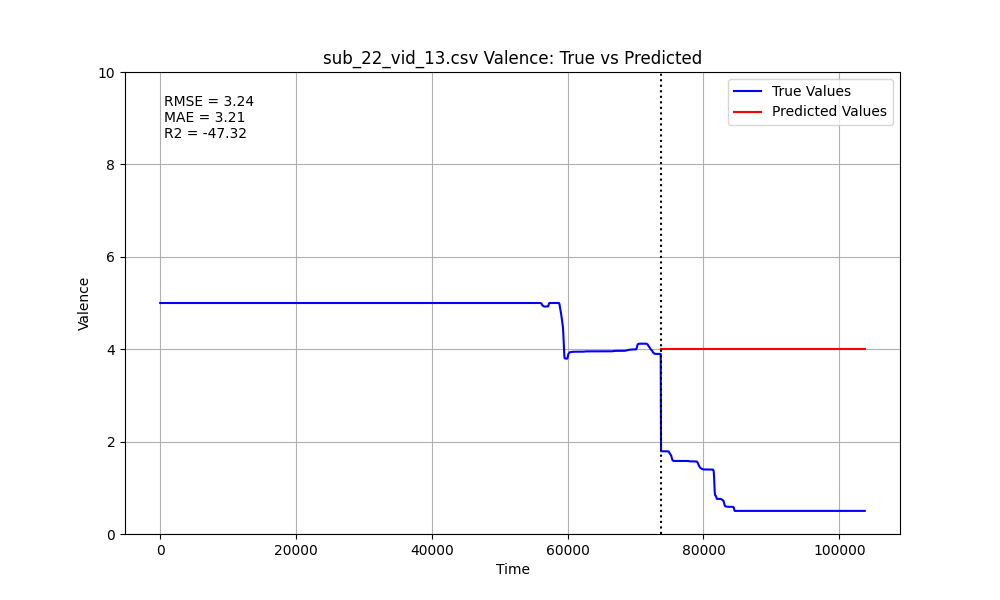 sub_22_vid_13.csv Valence: True vs Predicted
RMSE = 3.24
MAE = 3.21
R2 = -47.32
True Values
Predicted Values
10
8
6
4
2
0
Valence
0
20000
40000
60000
80000
100000
Time